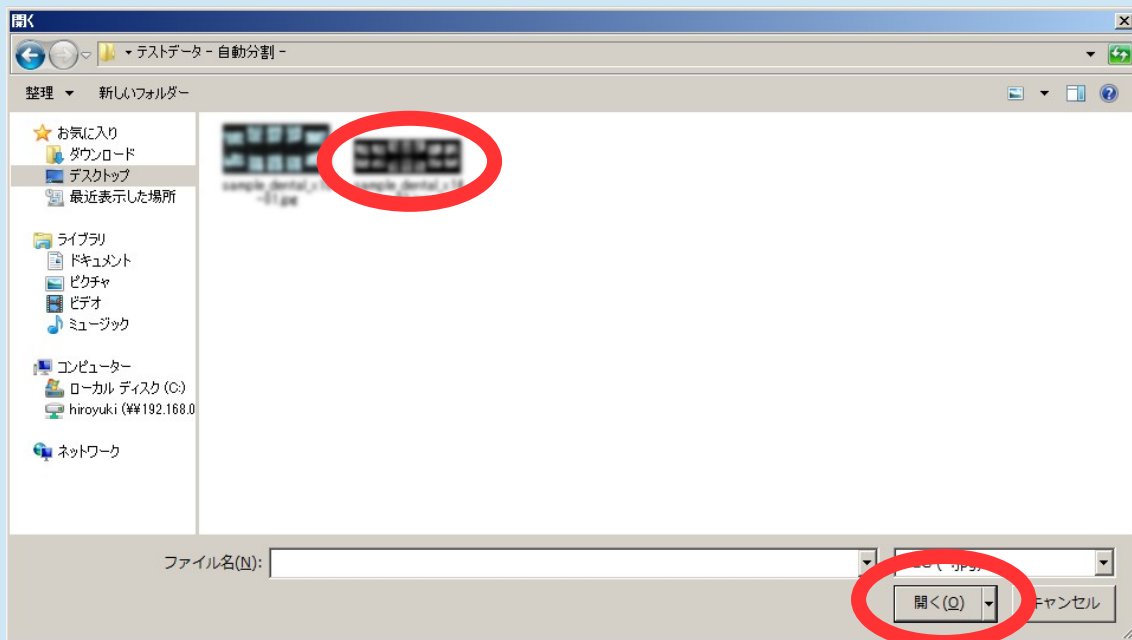 開く
テストデータ - 自動分割 -
整理
新しいフォルダー
お気に入り
ダウンロード
デスクトップ
最近表示した場所
ライブラリ
ドキュメント
ピクチャ
ビデオ
ミュージック
コンピューター
ローカル ディスク (C:)
hiroyuki (¥¥192.168.0
ネットワーク
sample_dental_x
-01.jpg
sample_dental_x
ファイル名(N):
開く(O)
キャンセル